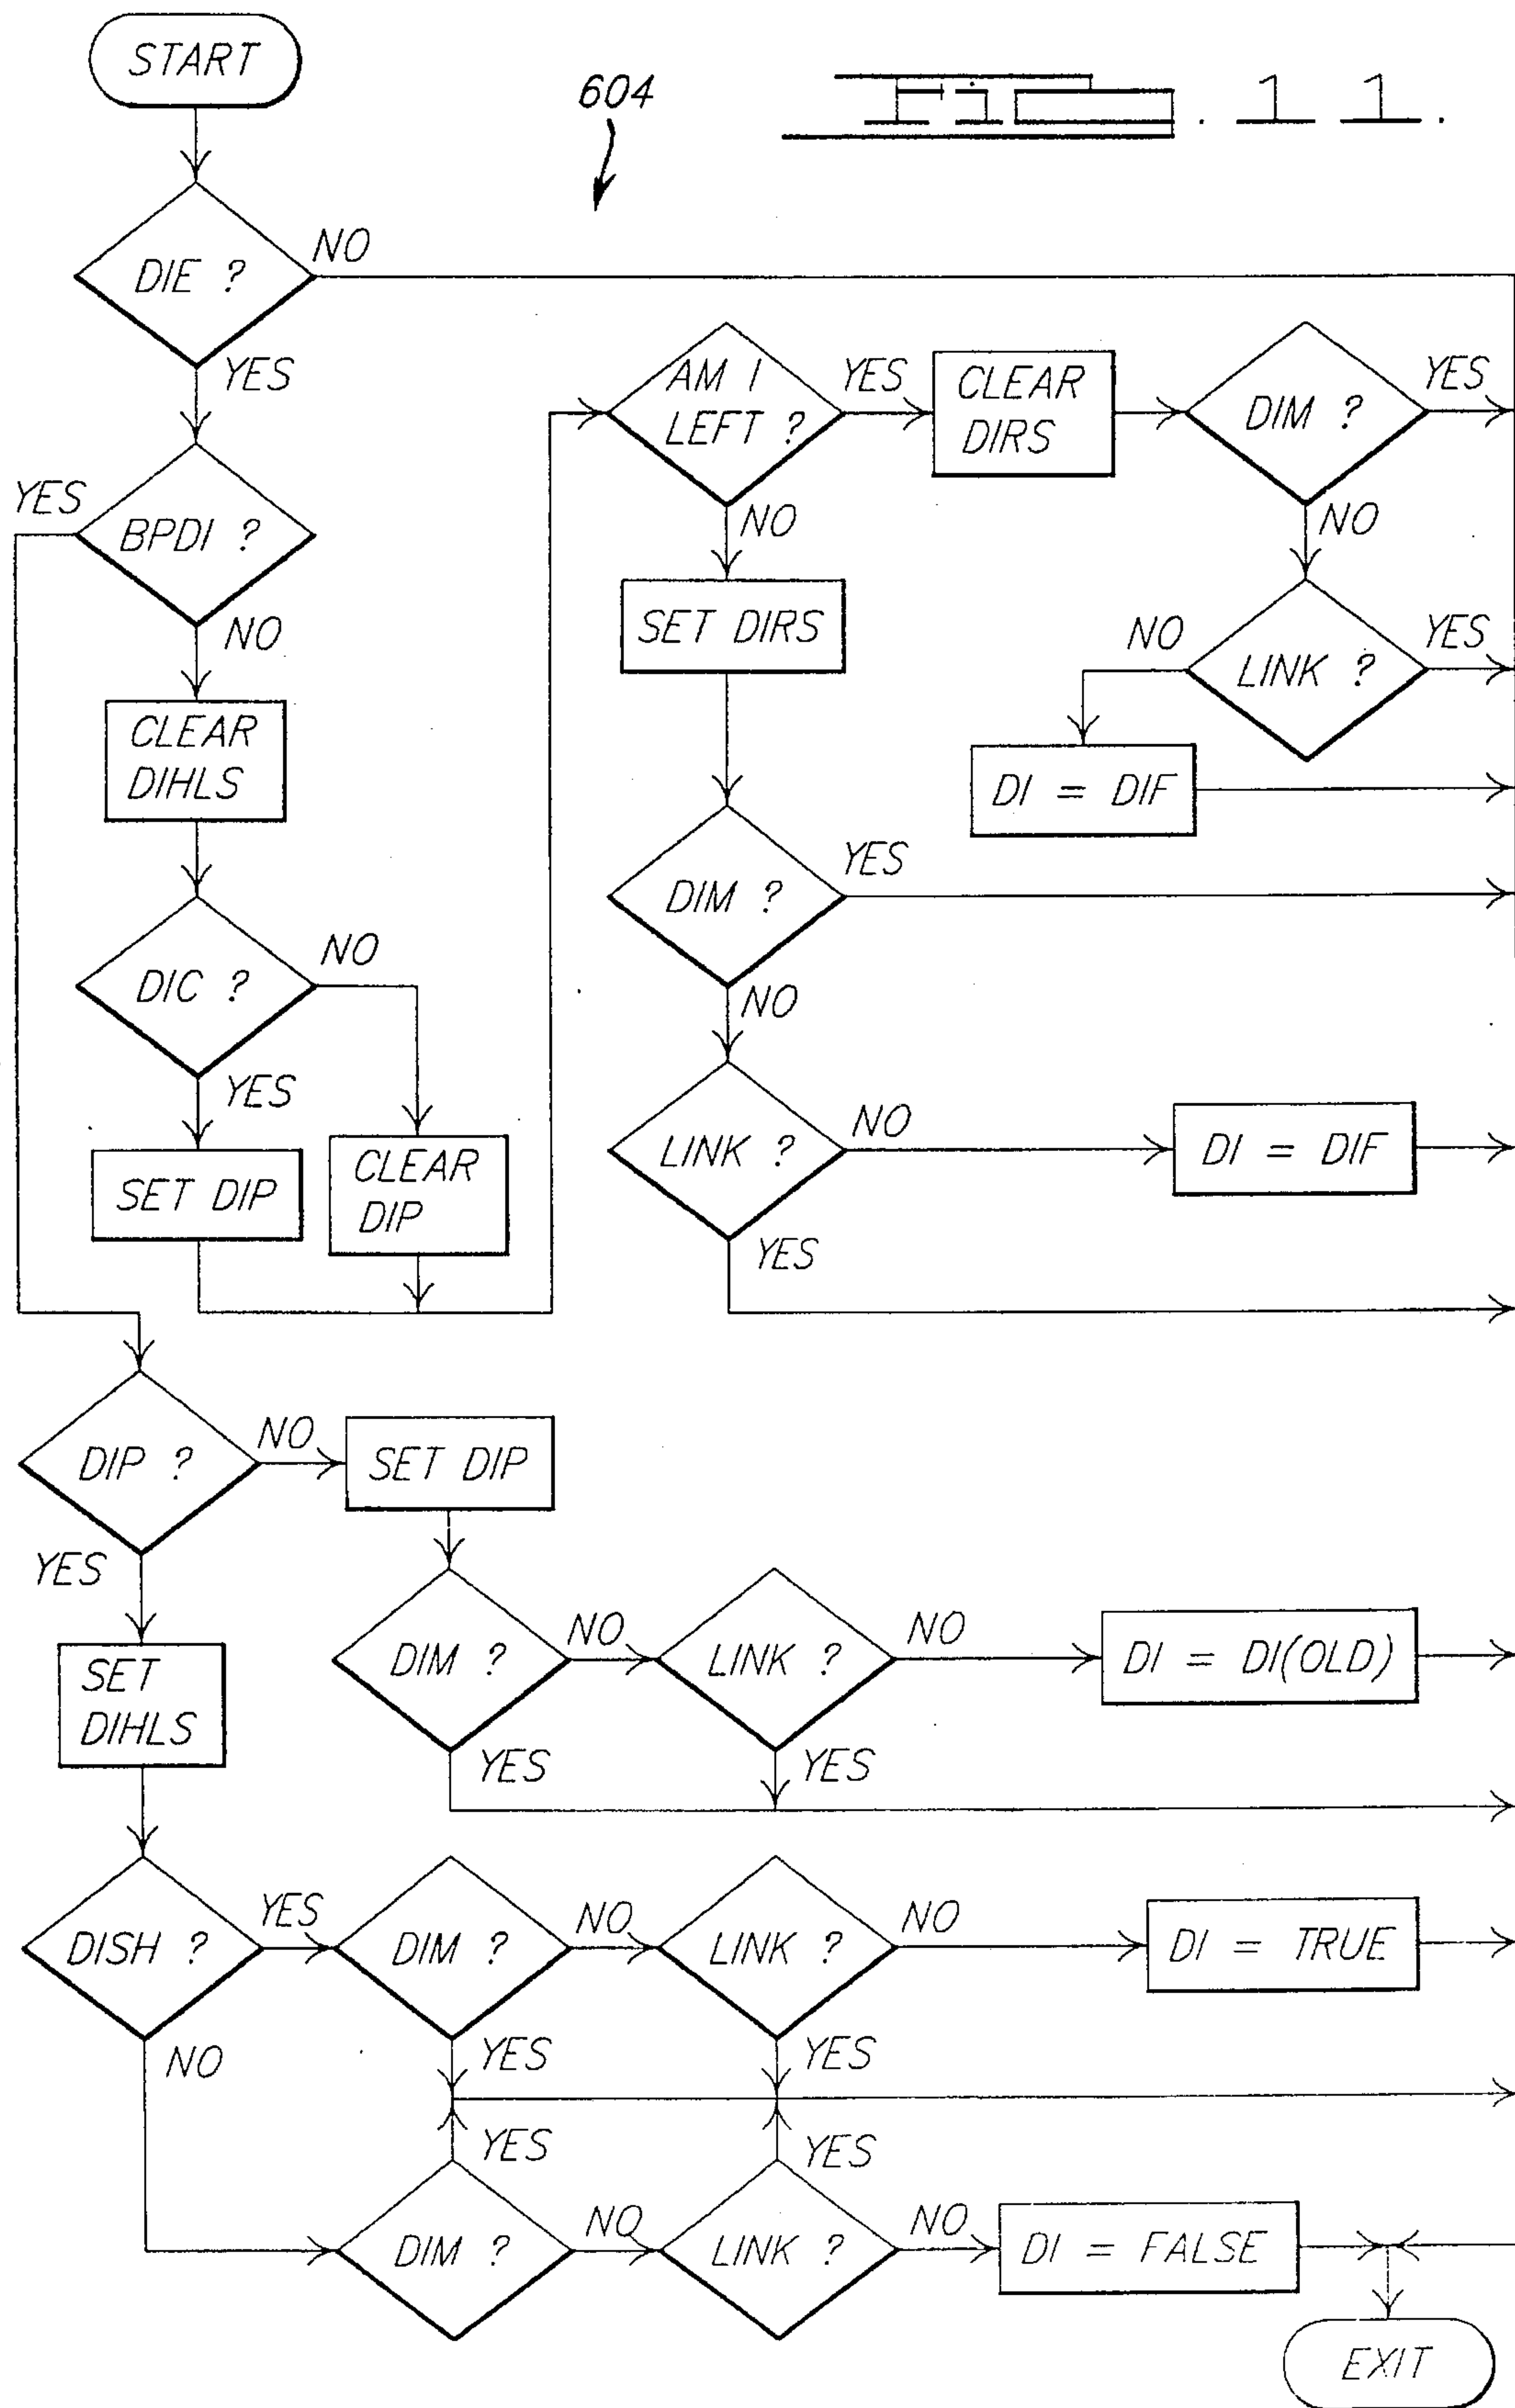 START
604
FIG. 11.
DIE ?
NO
YES
BPDI ?
YES
NO
CLEAR
DIHLS
DIC ?
NO
YES
SET DIP
CLEAR
DIP
AM I
LEFT ?
YES
NO
CLEAR
DIRS
DIM ?
YES
NO
LINK ?
NO
YES
DI = DIF
SET DIRS
DIM ?
YES
NO
LINK ?
NO
YES
DI = DIF
DIP ?
NO
YES
SET DIP
DIM ?
NO
YES
LINK ?
NO
YES
DI = DI(OLD)
SET
DIHLS
DISH ?
YES
NO
DIM ?
NO
YES
LINK ?
NO
YES
DI = TRUE
YES
DIM ?
NO
YES
LINK ?
NO
DI = FALSE
EXIT